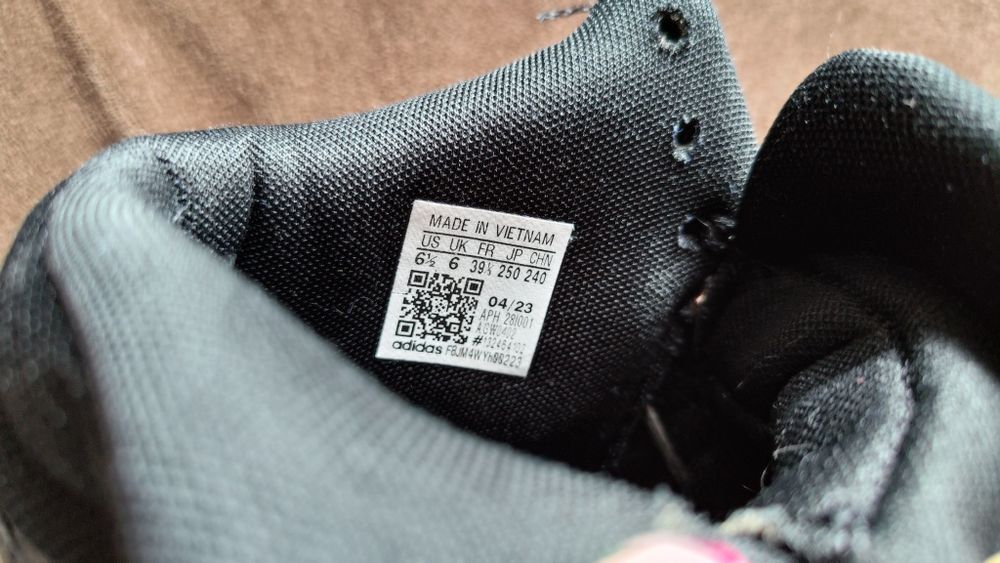 MADE IN VIETNAM
US UK FR JP CHN
6½ 6 39⅓ 250 240
04/23
APH 28I001
adidas